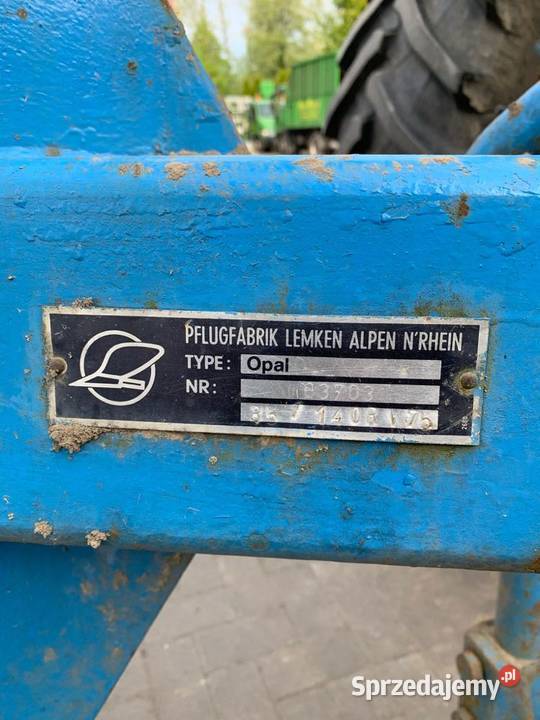 PFLUGFABRIK LEMKEN ALPEN N'RHEIN
TYPE: Opal
NR:
Sprzedajemy.pl